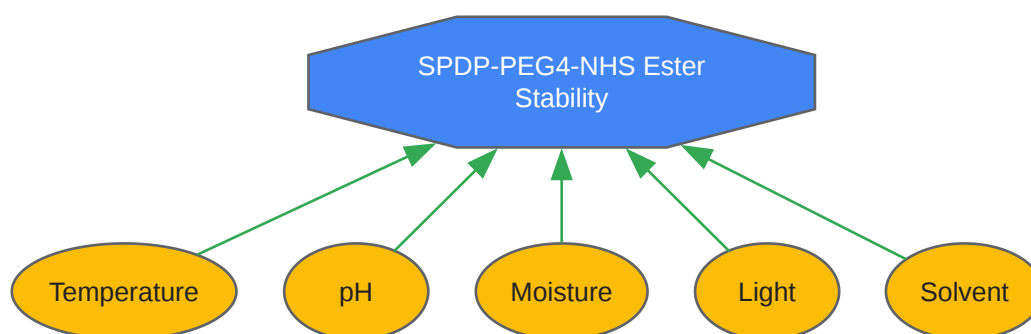 SPDP-PEG4-NHS Ester
Stability
Temperature
pH
Moisture
Light
Solvent